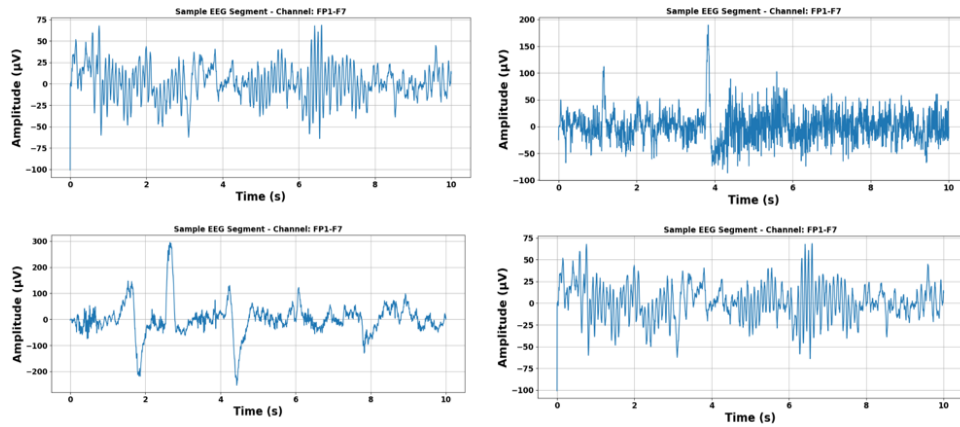 Sample EEG Segment - Channel: FP1-F7
75
50
25
0
−25
−50
−75
−100
Amplitude (µV)
0 2 4 6 8 10
Time (s)
Sample EEG Segment - Channel: FP1-F7
200
150
100
50
0
−50
−100
Amplitude (µV)
0 2 4 6 8 10
Time (s)
Sample EEG Segment - Channel: FP1-F7
300
200
100
0
−100
−200
Amplitude (µV)
0 2 4 6 8 10
Time (s)
Sample EEG Segment - Channel: FP1-F7
75
50
25
0
−25
−50
−75
−100
Amplitude (µV)
0 2 4 6 8 10
Time (s)